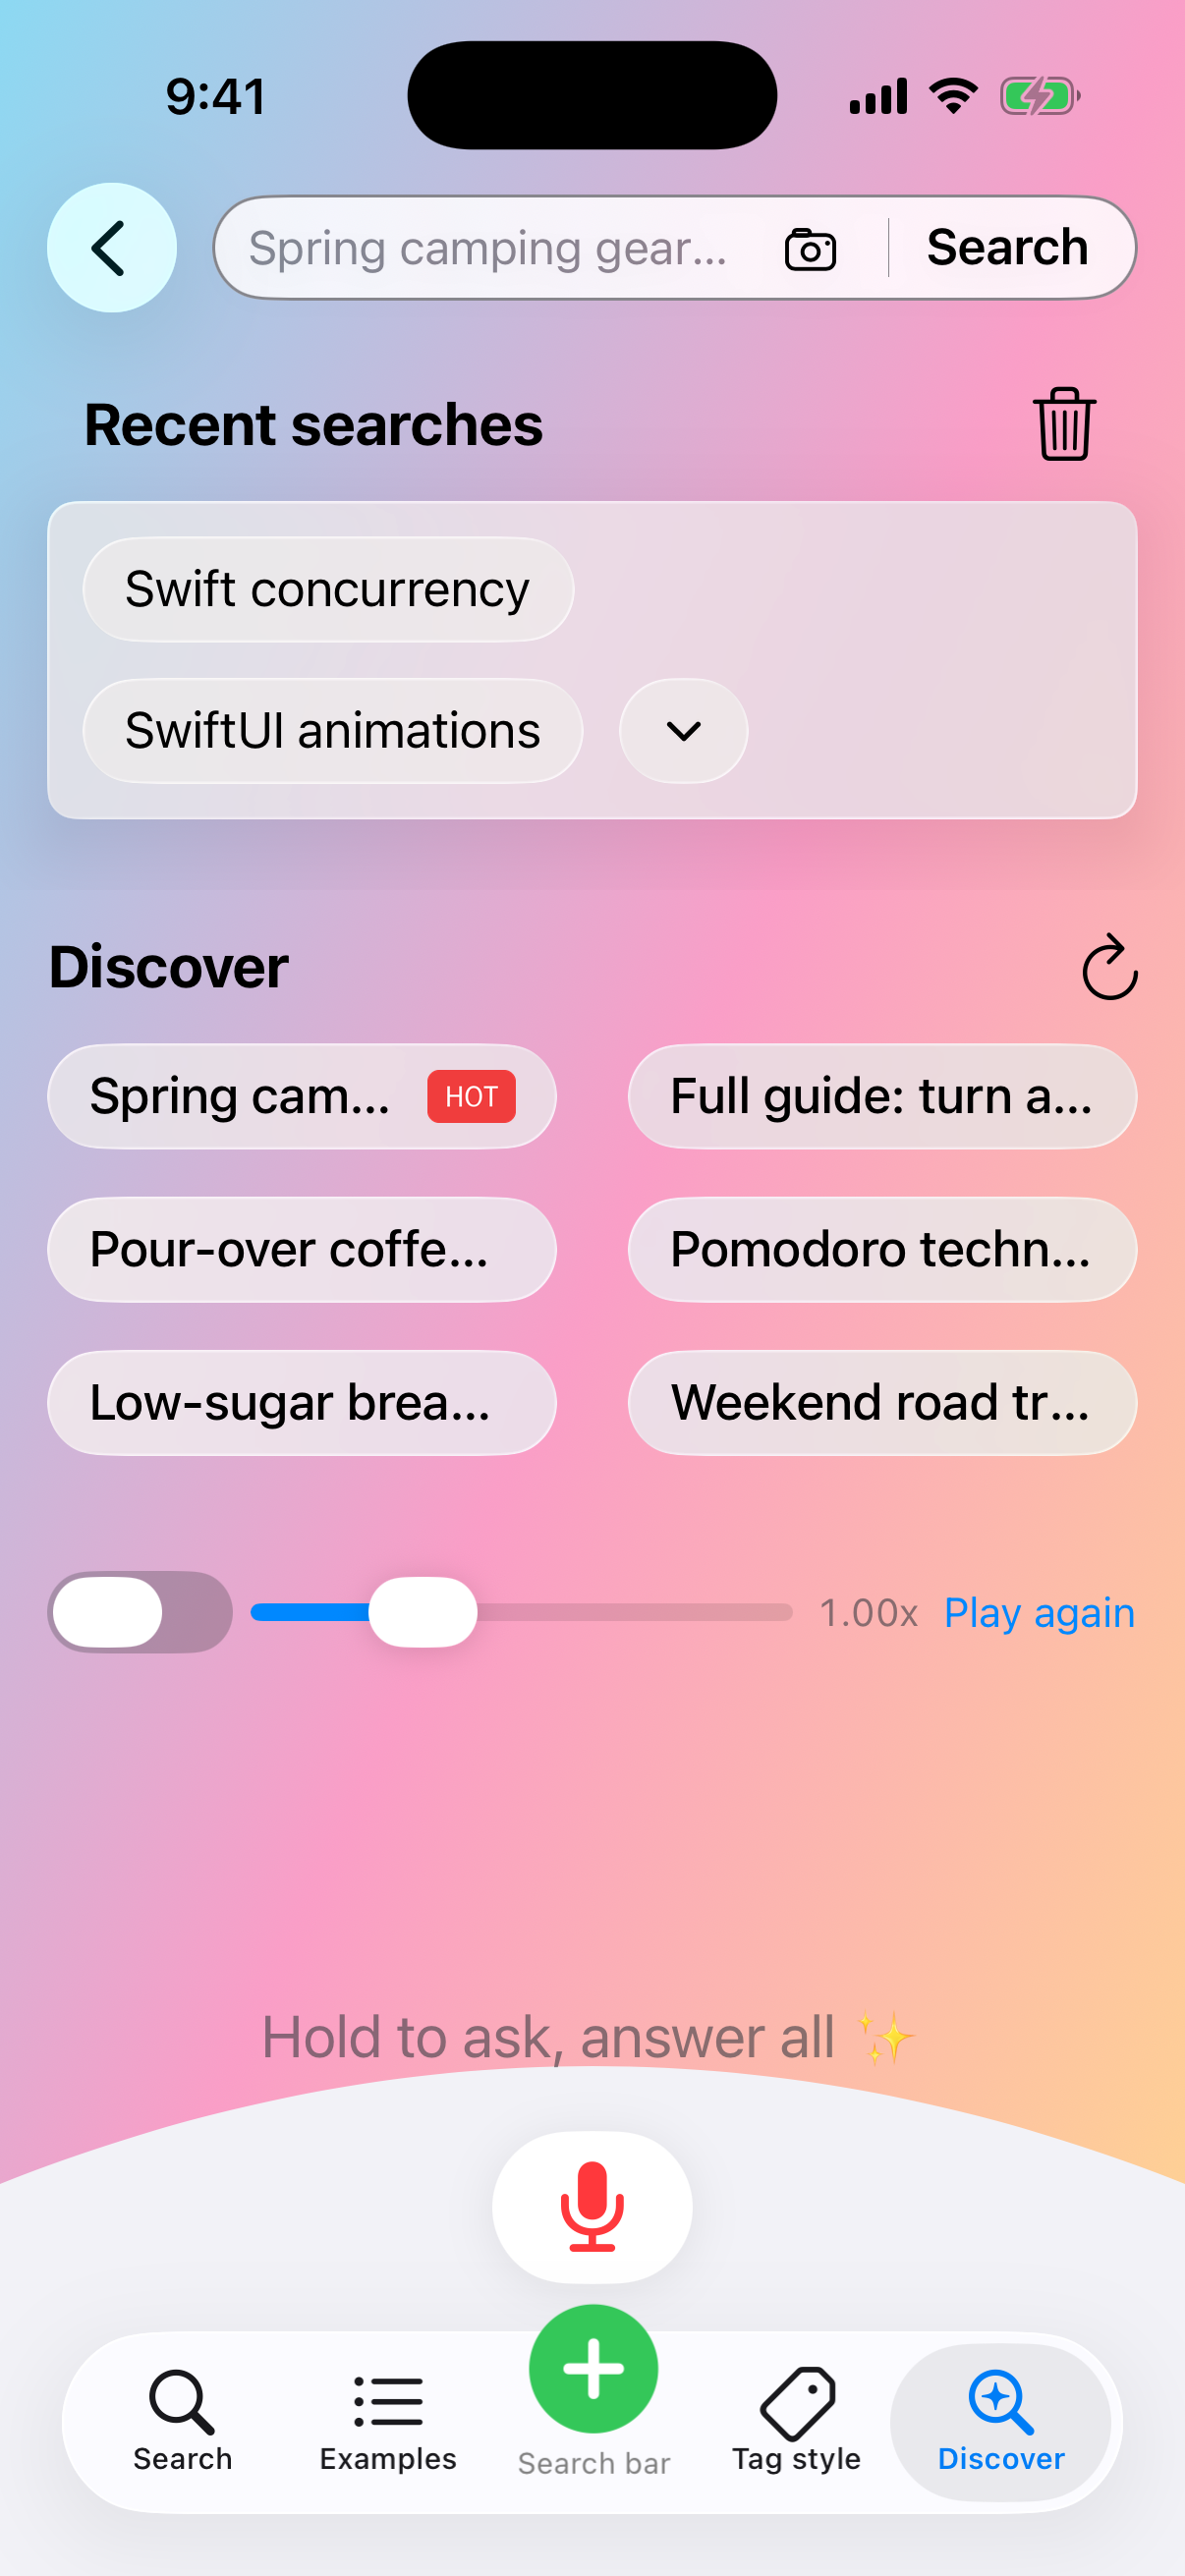 9:41
Spring camping gear...
Search
Recent searches
Swift concurrency
SwiftUI animations
Discover
Spring cam...
HOT
Full guide: turn a...
Pour-over coffe...
Pomodoro techn...
Low-sugar brea...
Weekend road tr...
1.00x
Play again
Hold to ask, answer all ✨
Search
Examples
Search bar
Tag style
Discover